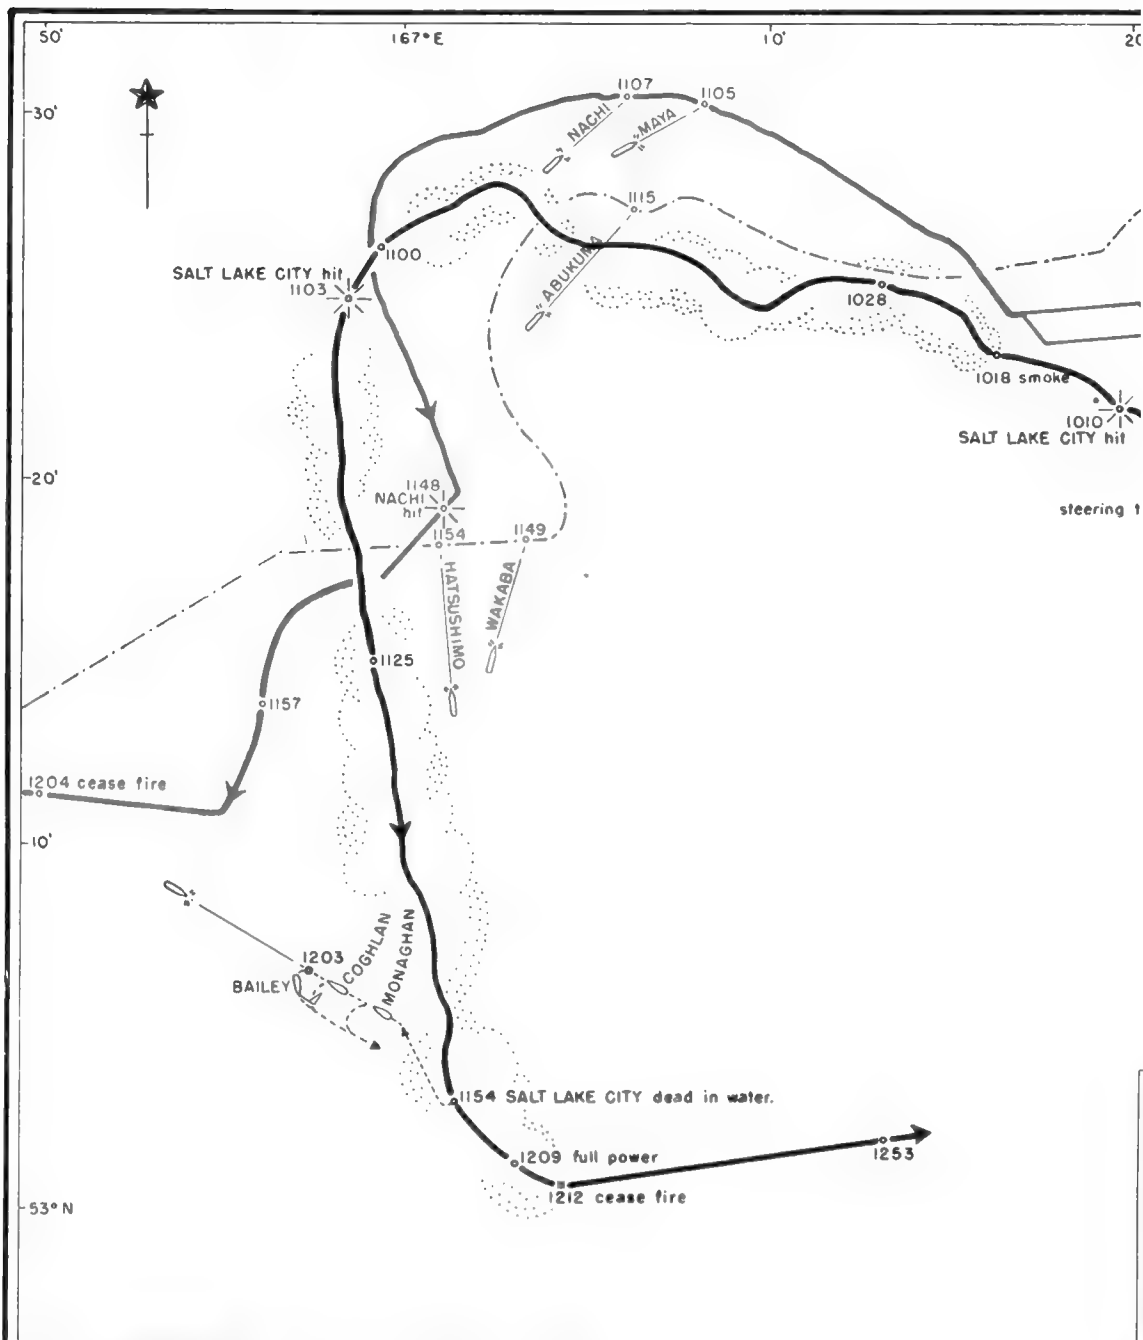 50'
167°E
10'
20
30'
1107
1105
NACHI
MAYA
1115
ABUKUMA
1100
SALT LAKE CITY hit
1103
1028
1018 smoke
1010
SALT LAKE CITY hit
20'
1148
NACHI
hit
steering t
1154
1149
HATSUSHIMO
WAKABA
1125
1157
1204 cease fire
10'
1203
COGHLAN
MONAGHAN
BAILEY
1154 SALT LAKE CITY dead in water.
1209 full power
1253
1212 cease fire
53°N